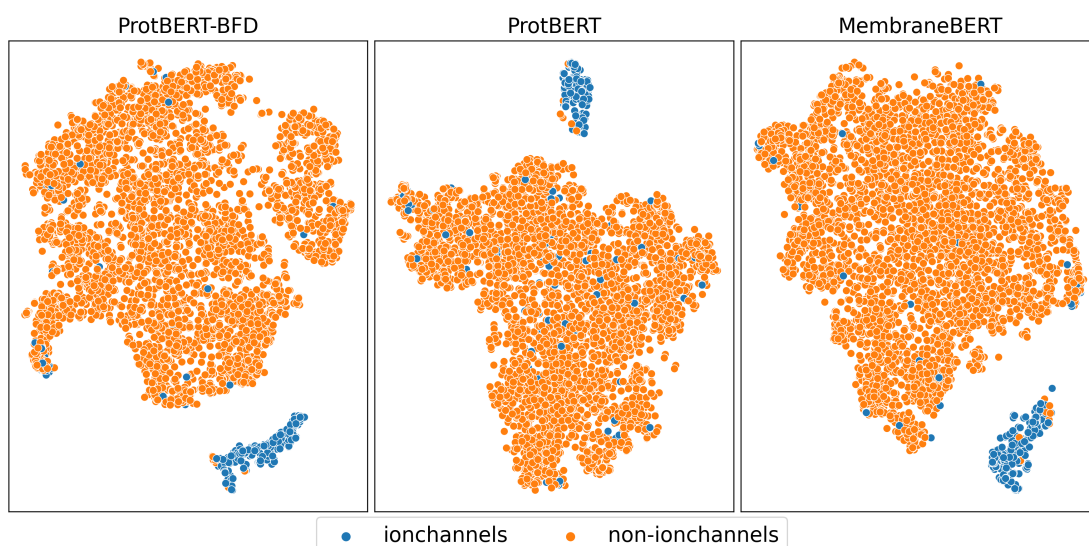 ProtBERT-BFD
ProtBERT
MembraneBERT
ionchannels
non-ionchannels